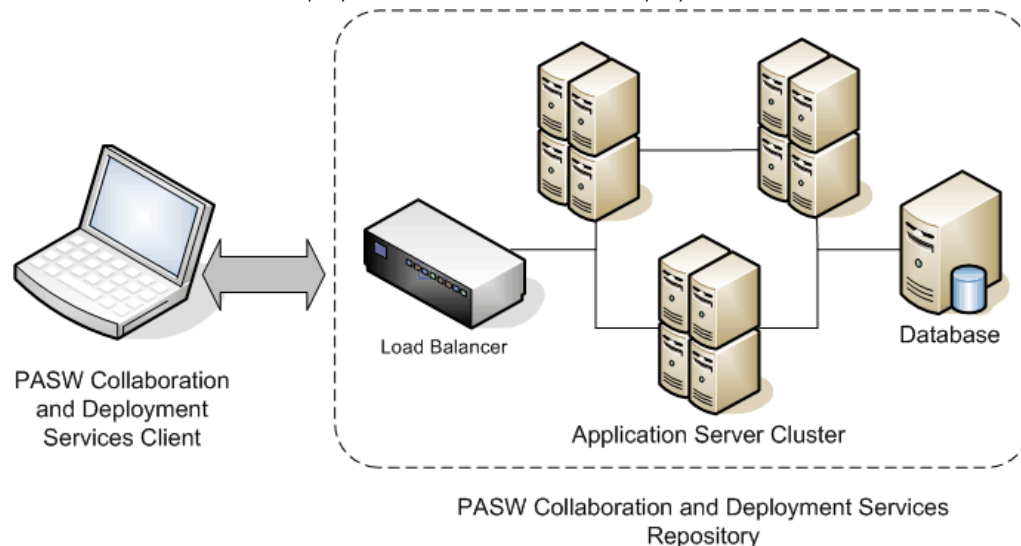 Load Balancer
Database
PASW Collaboration
and Deployment
Services Client
Application Server Cluster
PASW Collaboration and Deployment Services
Repository